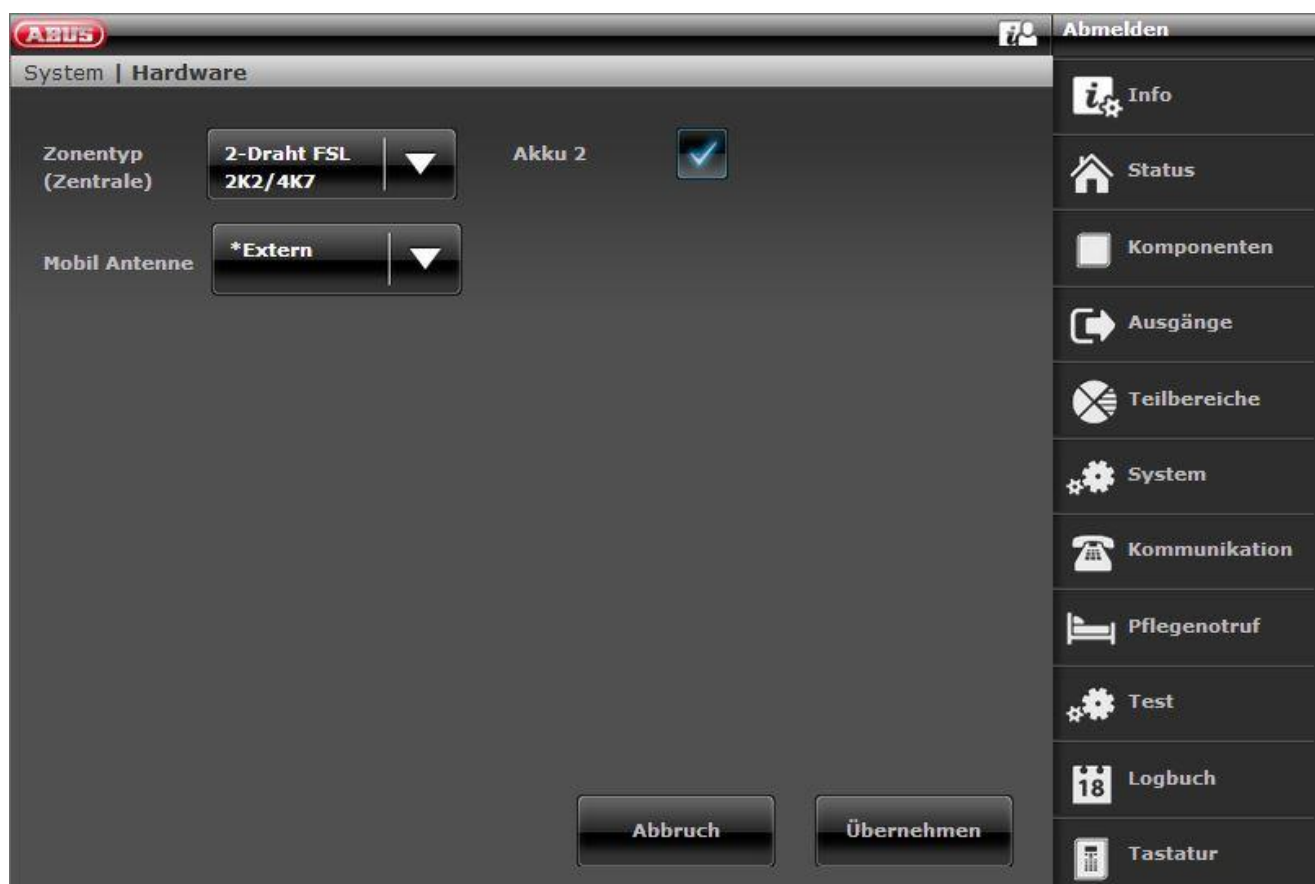 ABUS
Abmelden
System | Hardware
Zonentyp
(Zentrale)
2-Draht FSL
2K2/4K7
Akku 2
Mobil Antenne
*Extern
Abbruch
Übernehmen
Info
Status
Komponenten
Ausgänge
Teilbereiche
System
Kommunikation
Pflegenotruf
Test
18
Logbuch
Tastatur